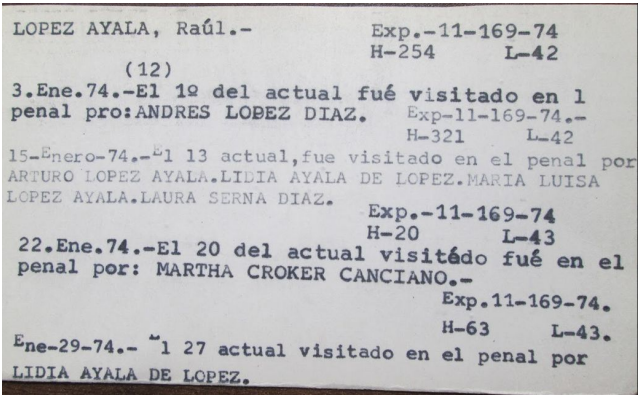 LOPEZ AYALA, Raúl.-
Exp.-11-169-74
H-254 L-42
(12)
3.Ene.74.-El 1º del actual fué visitado en l
penal pro:ANDRES LOPEZ DIAZ.
Exp-11-169-74.-
H-321 L-42
15-Enero-74.-El 13 actual,fue visitado en el penal por
ARTURO LOPEZ AYALA.LIDIA AYALA DE LOPEZ.MARIA LUISA
LOPEZ AYALA.LAURA SERNA DIAZ.
Exp.-11-169-74
H-20 L-43
22.Ene.74.-El 20 del actual visitádo fué en el
penal por: MARTHA CROKER CANCIANO.-
Exp.11-169-74.
H-63 L-43.
Ene-29-74.- El 27 actual visitado en el penal por
LIDIA AYALA DE LOPEZ.